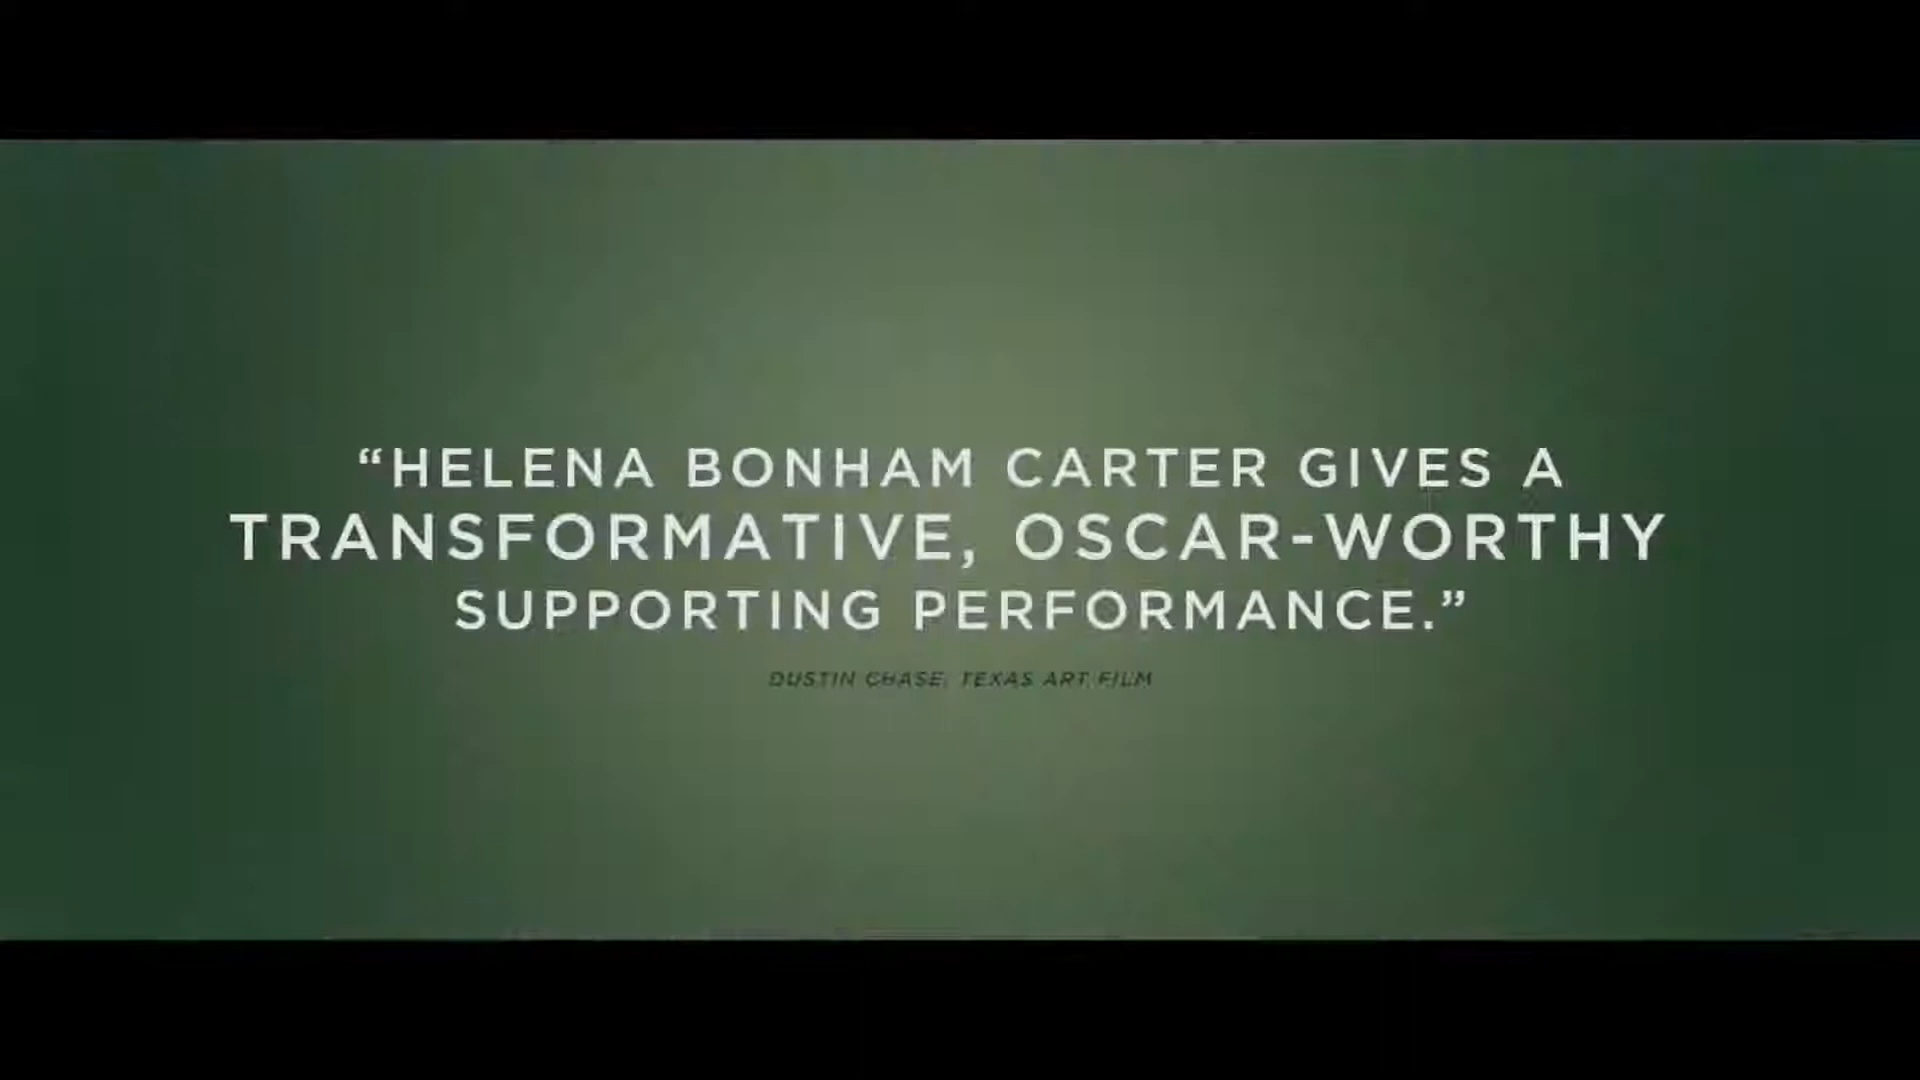 “HELENA BONHAM CARTER GIVES A
TRANSFORMATIVE, OSCAR-WORTHY
SUPPORTING PERFORMANCE.”
DUSTIN CHASE, TEXAS ART FILM